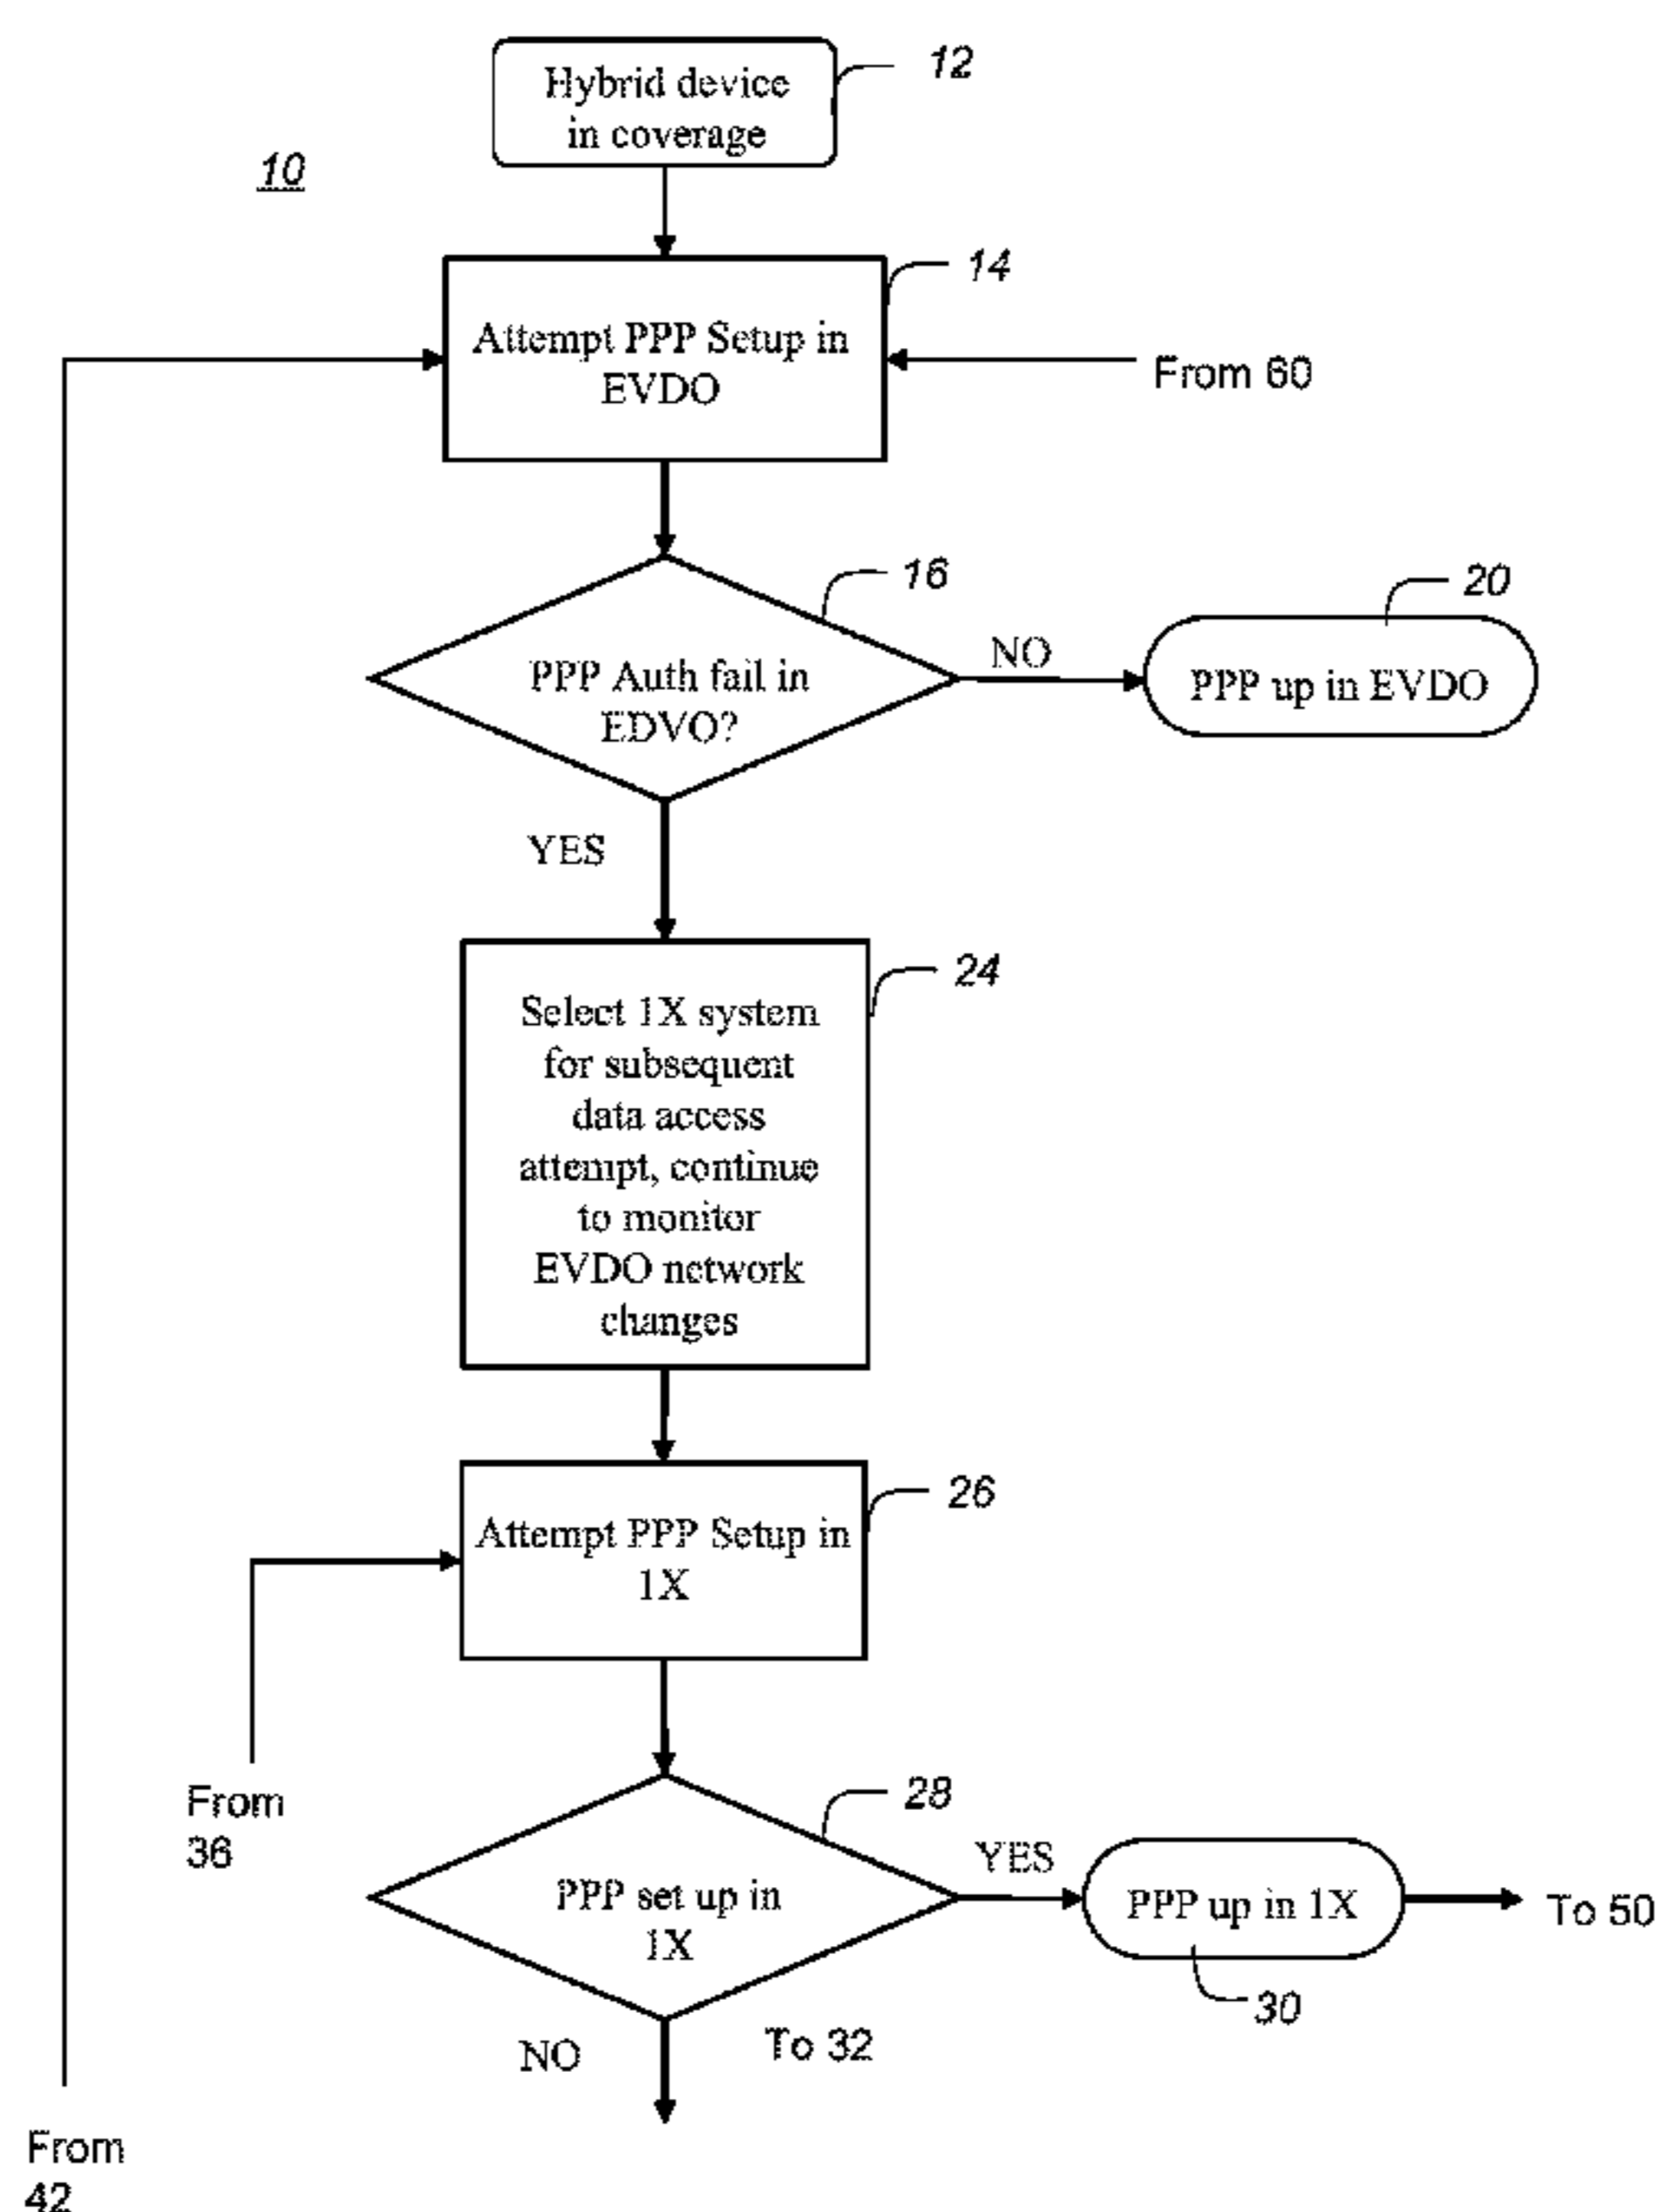 Hybrid device
in coverage
12
10
14
Attempt PPP Setup in
EVDO
From 60
16
PPP Auth fail in
EDVO?
NO
20
PPP up in EVDO
YES
24
Select 1X system
for subsequent
data access
attempt, continue
to monitor
EVDO network
changes
26
Attempt PPP Setup in
1X
From
36
28
PPP set up in
1X
YES
PPP up in 1X
To 50
30
NO
To 32
From
42